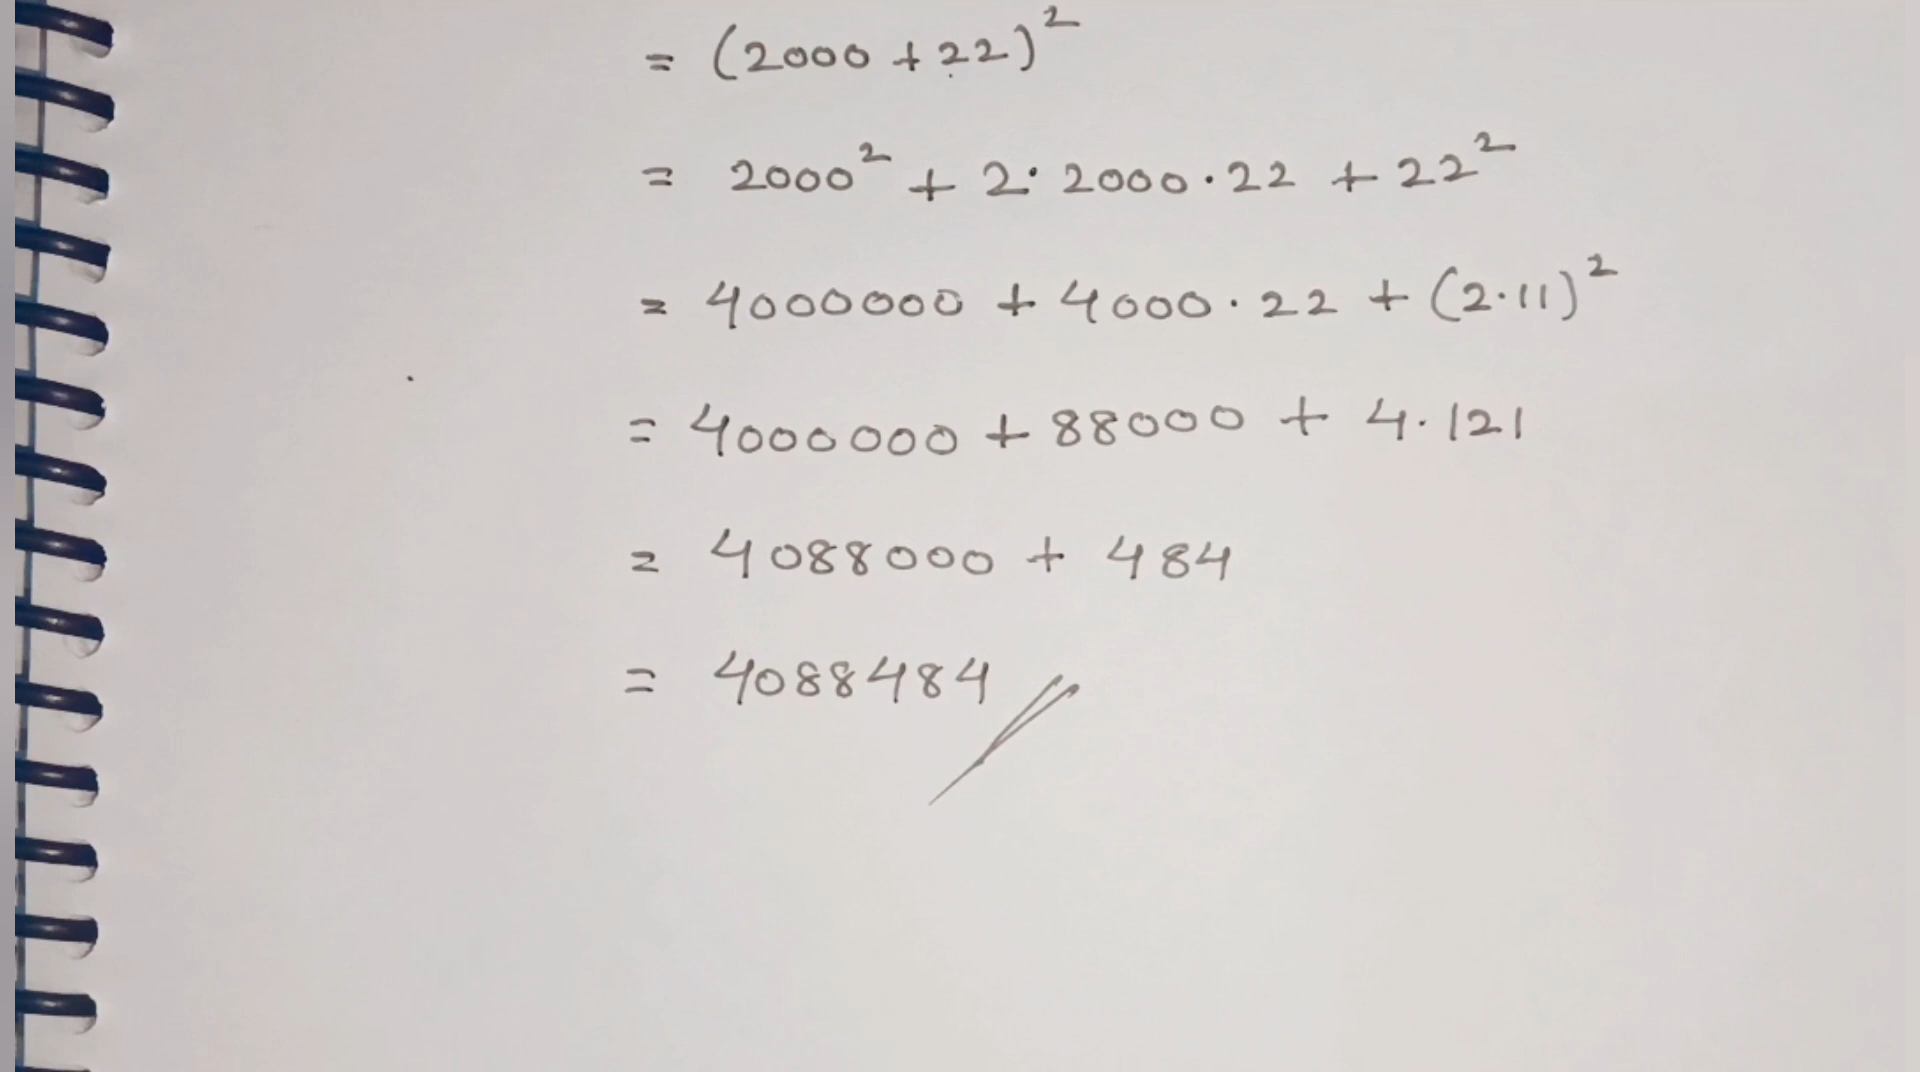 = (2000 + 22)²
= 2000² + 2·2000·22 + 22²
= 4000000 + 4000·22 + (2·11)²
= 4000000 + 88000 + 4·121
= 4088000 + 484
= 4088484